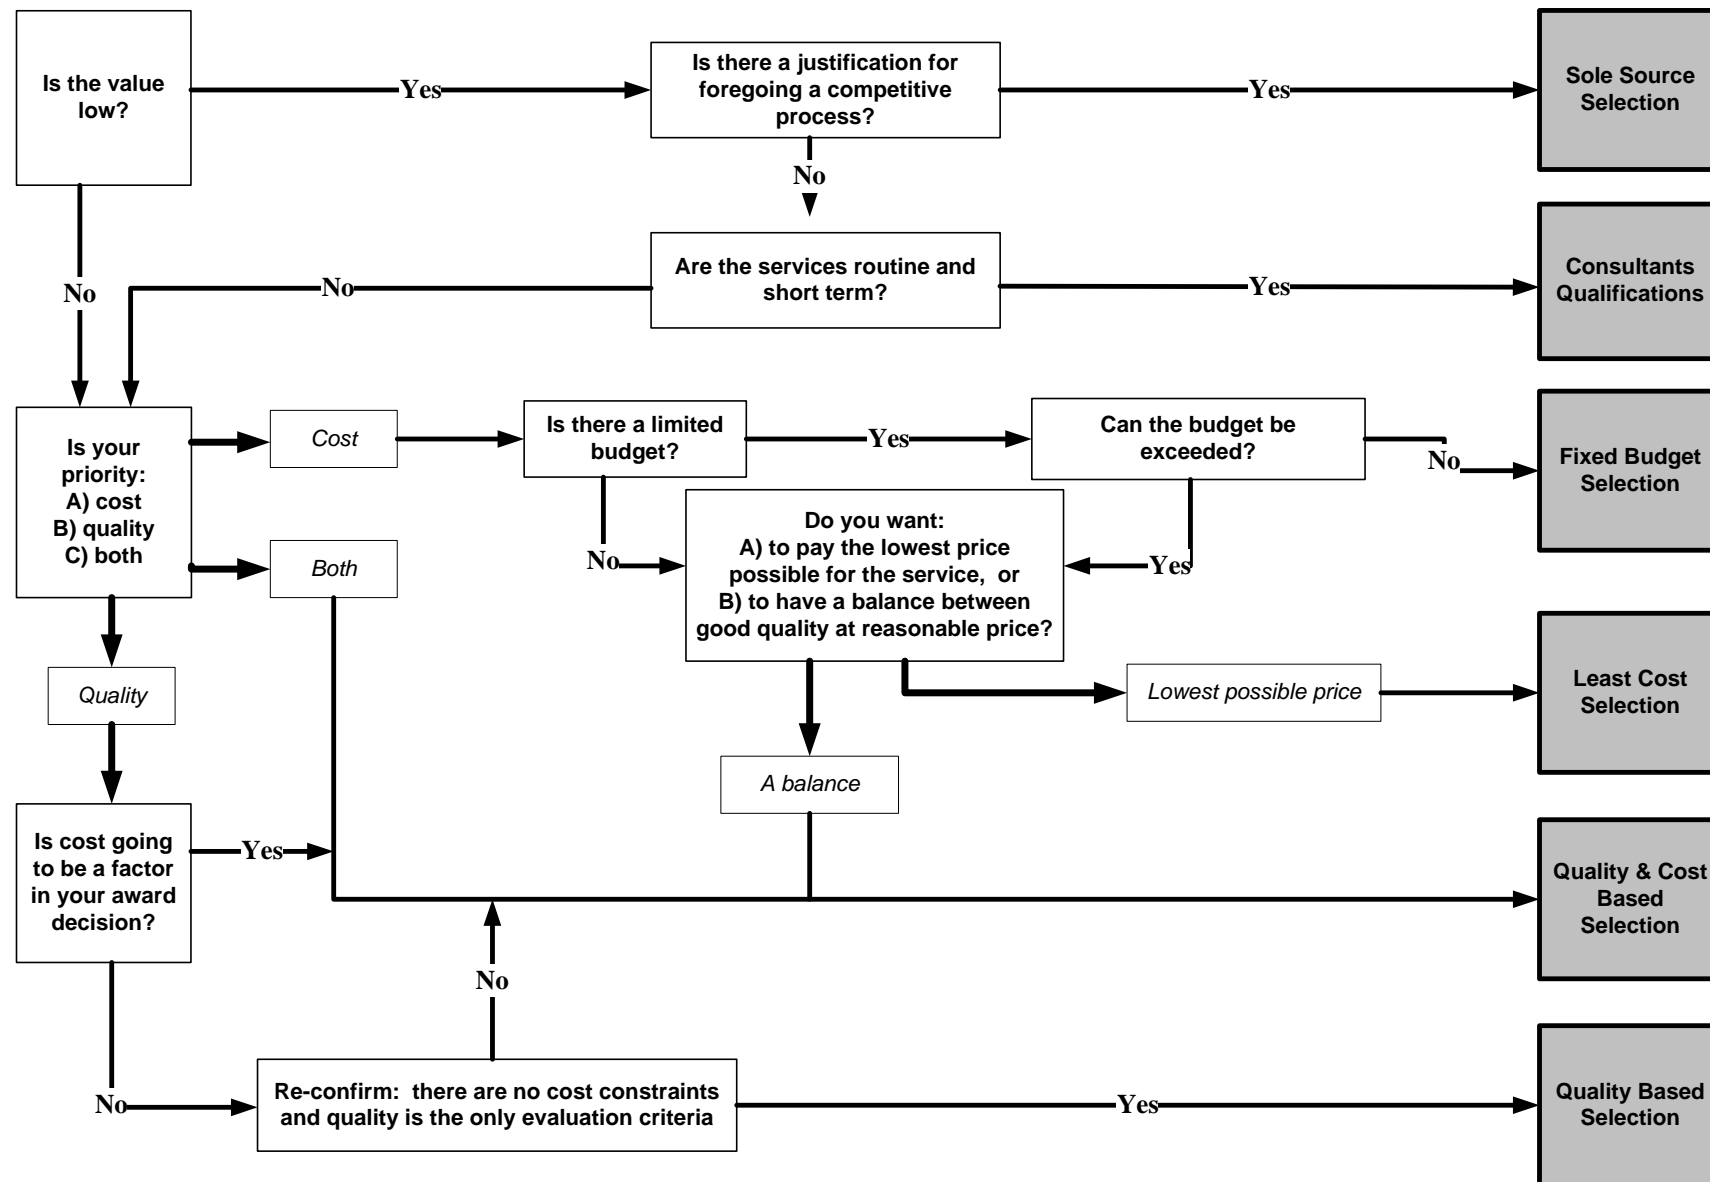 Is the value
low?
Yes
Is there a justification for
foregoing a competitive
process?
Yes
Sole Source
Selection
No
No
Are the services routine and
short term?
No
Yes
Consultants
Qualifications
Is your
priority:
A) cost
B) quality
C) both
Cost
Is there a limited
budget?
Yes
Can the budget be
exceeded?
No
Fixed Budget
Selection
Both
No
Do you want:
A) to pay the lowest price
possible for the service, or
B) to have a balance between
good quality at reasonable price?
Yes
Quality
Lowest possible price
Least Cost
Selection
A balance
Is cost going
to be a factor
in your award
decision?
Yes
Quality & Cost
Based
Selection
No
No
Re-confirm: there are no cost constraints
and quality is the only evaluation criteria
Yes
Quality Based
Selection